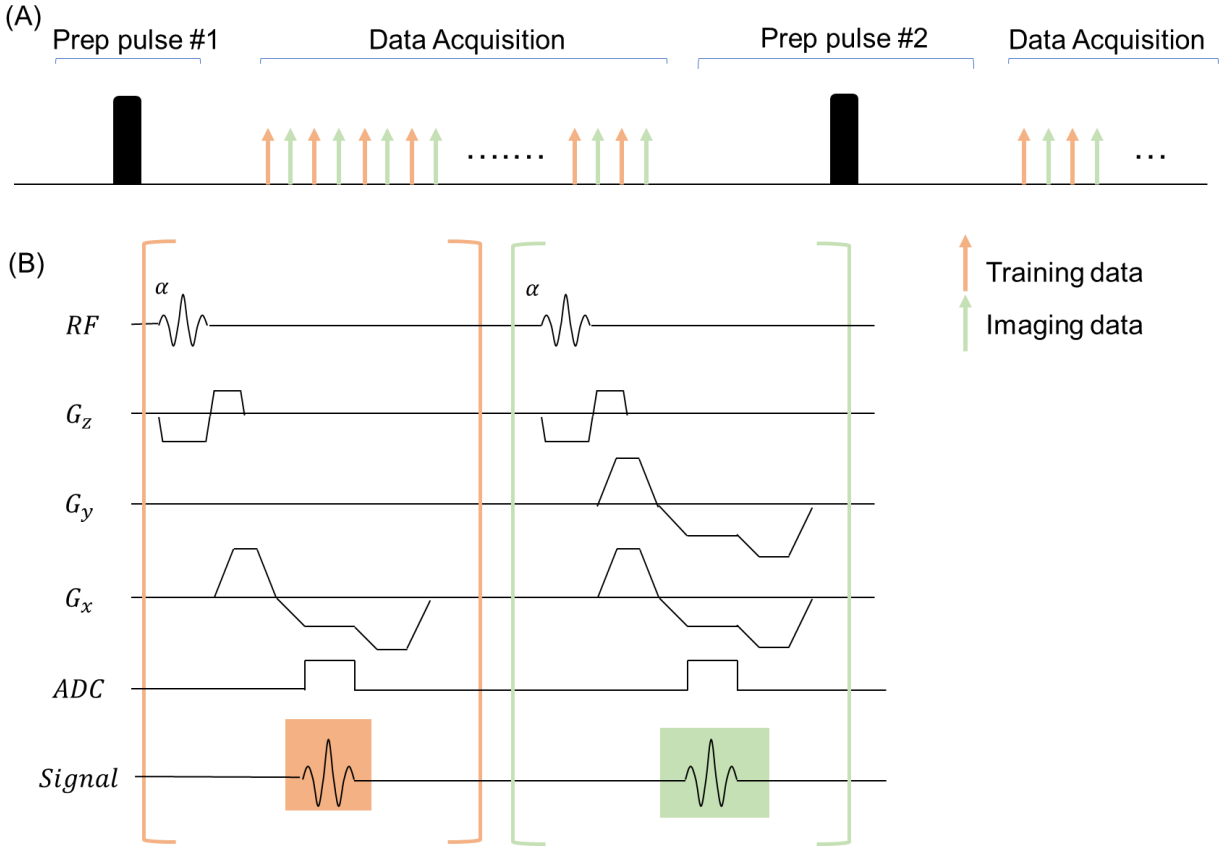 (A)
Prep pulse #1 Data Acquisition Prep pulse #2 Data Acquisition
....... ...
(B)
Training data
Imaging data
α α
RF
G_z
G_y
G_x
ADC
Signal